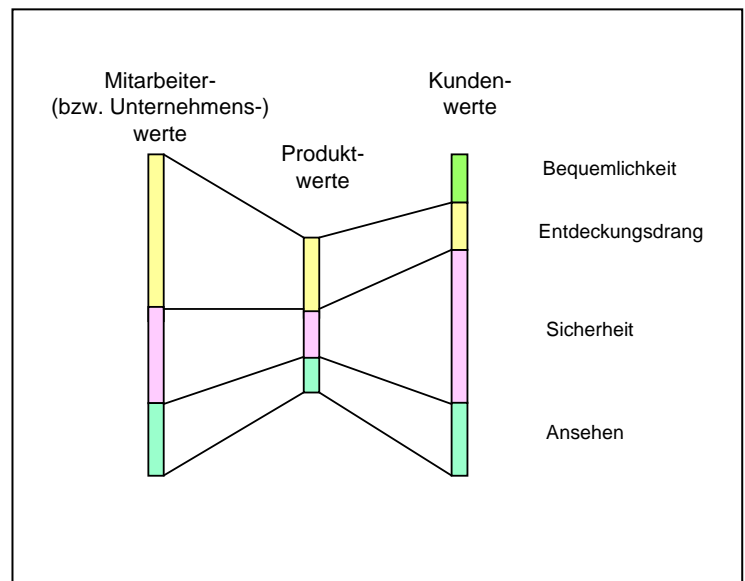 Mitarbeiter-
(bzw. Unternehmens-)
werte
Produkt-
werte
Kunden-
werte
Bequemlichkeit
Entdeckungsdrang
Sicherheit
Ansehen